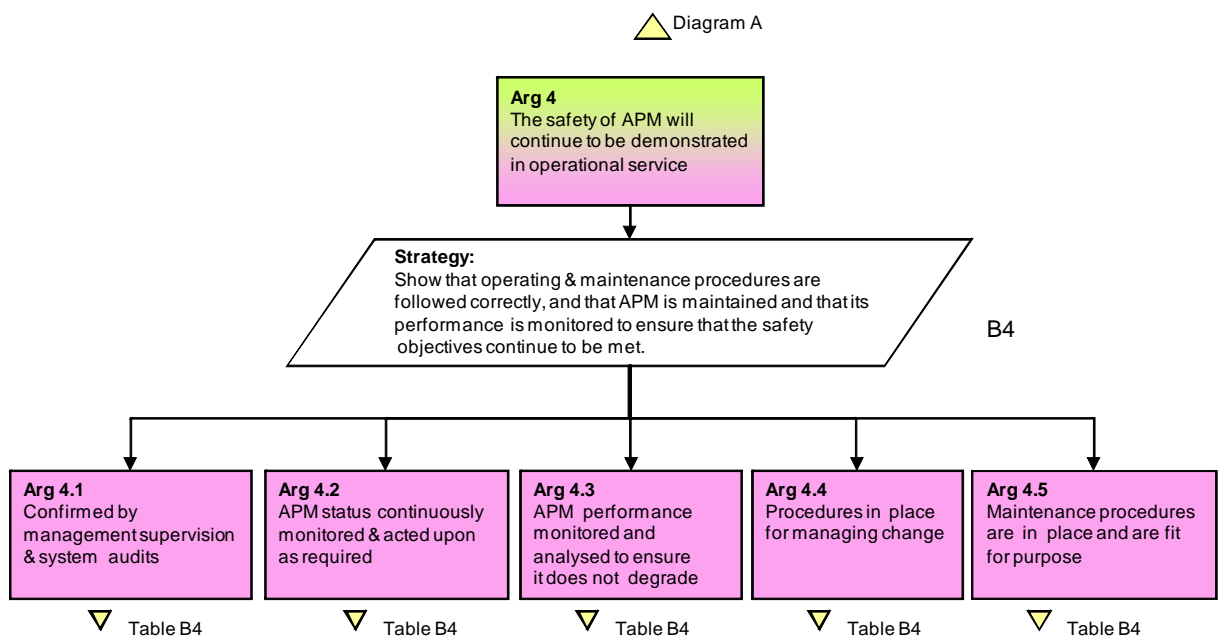 Diagram A
Arg 4
The safety of APM will
continue to be demonstrated
in operational service
Strategy:
Show that operating & maintenance procedures are
followed correctly, and that APM is maintained and that its
performance is monitored to ensure that the safety
objectives continue to be met.
B4
Arg 4.1
Confirmed by
management supervision
& system audits
Arg 4.2
APM status continuously
monitored & acted upon
as required
Arg 4.3
APM performance
monitored and
analysed to ensure
it does not degrade
Arg 4.4
Procedures in place
for managing change
Arg 4.5
Maintenance procedures
are in place and are fit
for purpose
Table B4
Table B4
Table B4
Table B4
Table B4